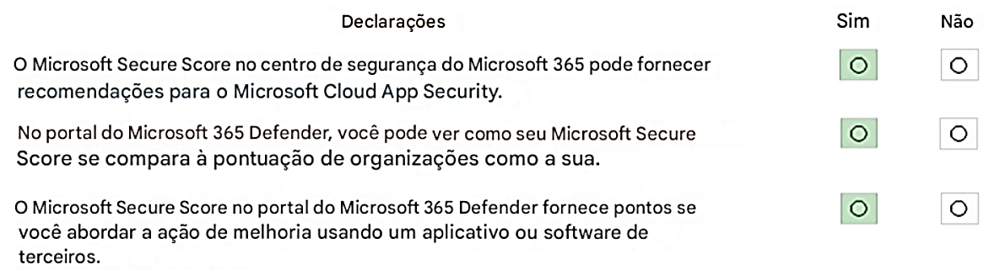 Declarações Sim Não
O Microsoft Secure Score no centro de segurança do Microsoft 365 pode fornecer
recomendações para o Microsoft Cloud App Security.
No portal do Microsoft 365 Defender, você pode ver como seu Microsoft Secure
Score se compara à pontuação de organizações como a sua.
O Microsoft Secure Score no portal do Microsoft 365 Defender fornece pontos se
você abordar a ação de melhoria usando um aplicativo ou software de
terceiros.